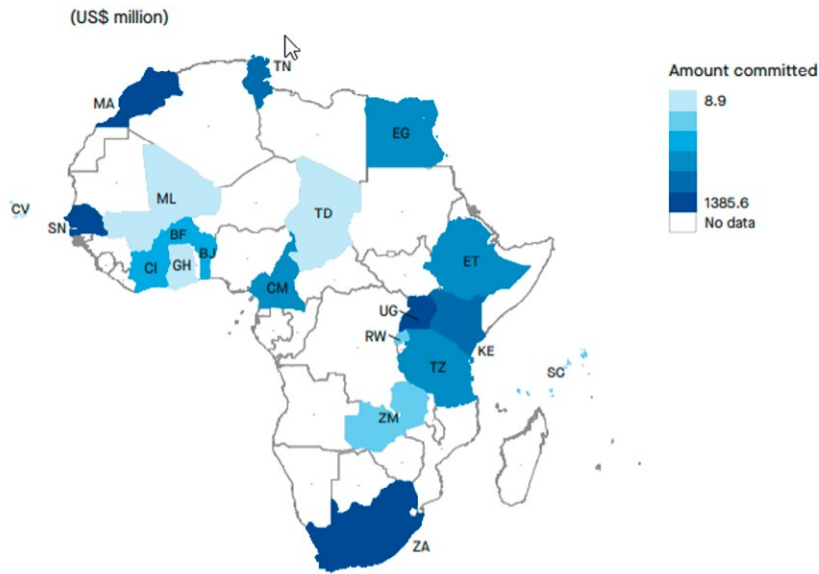 (US$ million)
TN
MA
EG
Amount committed
8.9
1385.6
No data
ML
CV
TD
SN
BF
BJ
CI
GH
ET
CM
UG
RW
KE
TZ
SC
ZM
ZA